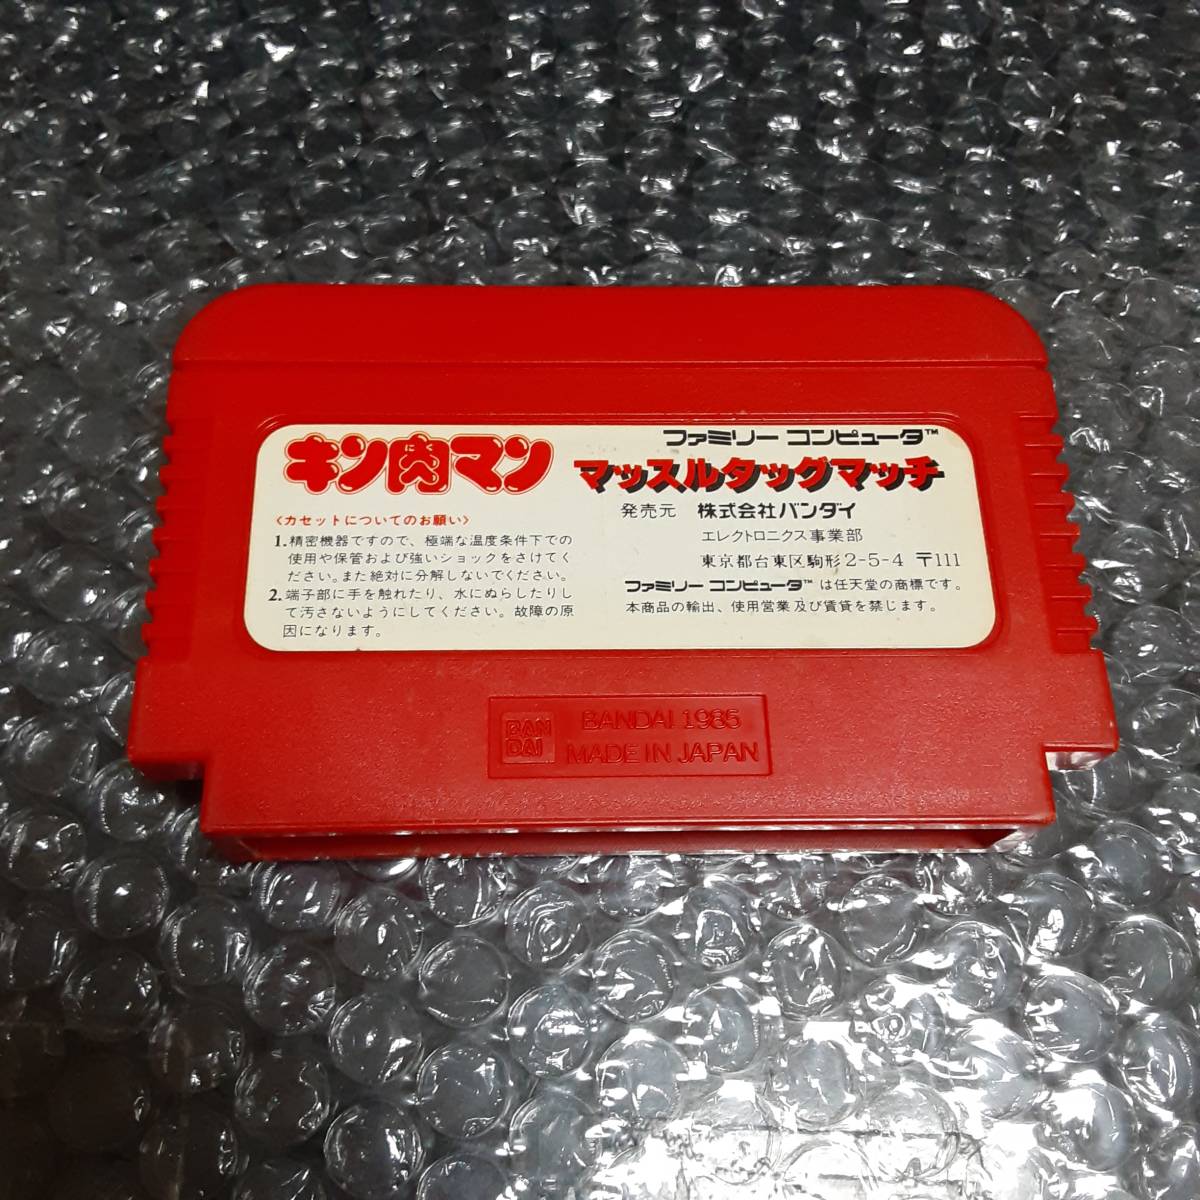 キン肉マン
<カセットについてのお願い>
1.精密機器ですので、極端な温度条件下での
使用や保管および強いショックをさけてく
ださい。また絶対に分解しないでください。
2.端子部に手を触れたり、水にぬらしたりし
て汚さないようにしてください。故障の原
因になります。
ファミリー コンピュータ™
マッスルタッグマッチ
発売元 株式会社バンダイ
エレクトロニクス事業部
東京都台東区駒形2-5-4 〒111
ファミリー コンピュータ™ は任天堂の商標です。
本商品の輸出、使用営業及び賃貸を禁じます。
BAN
DAI
BANDAI 1985
MADE IN JAPAN